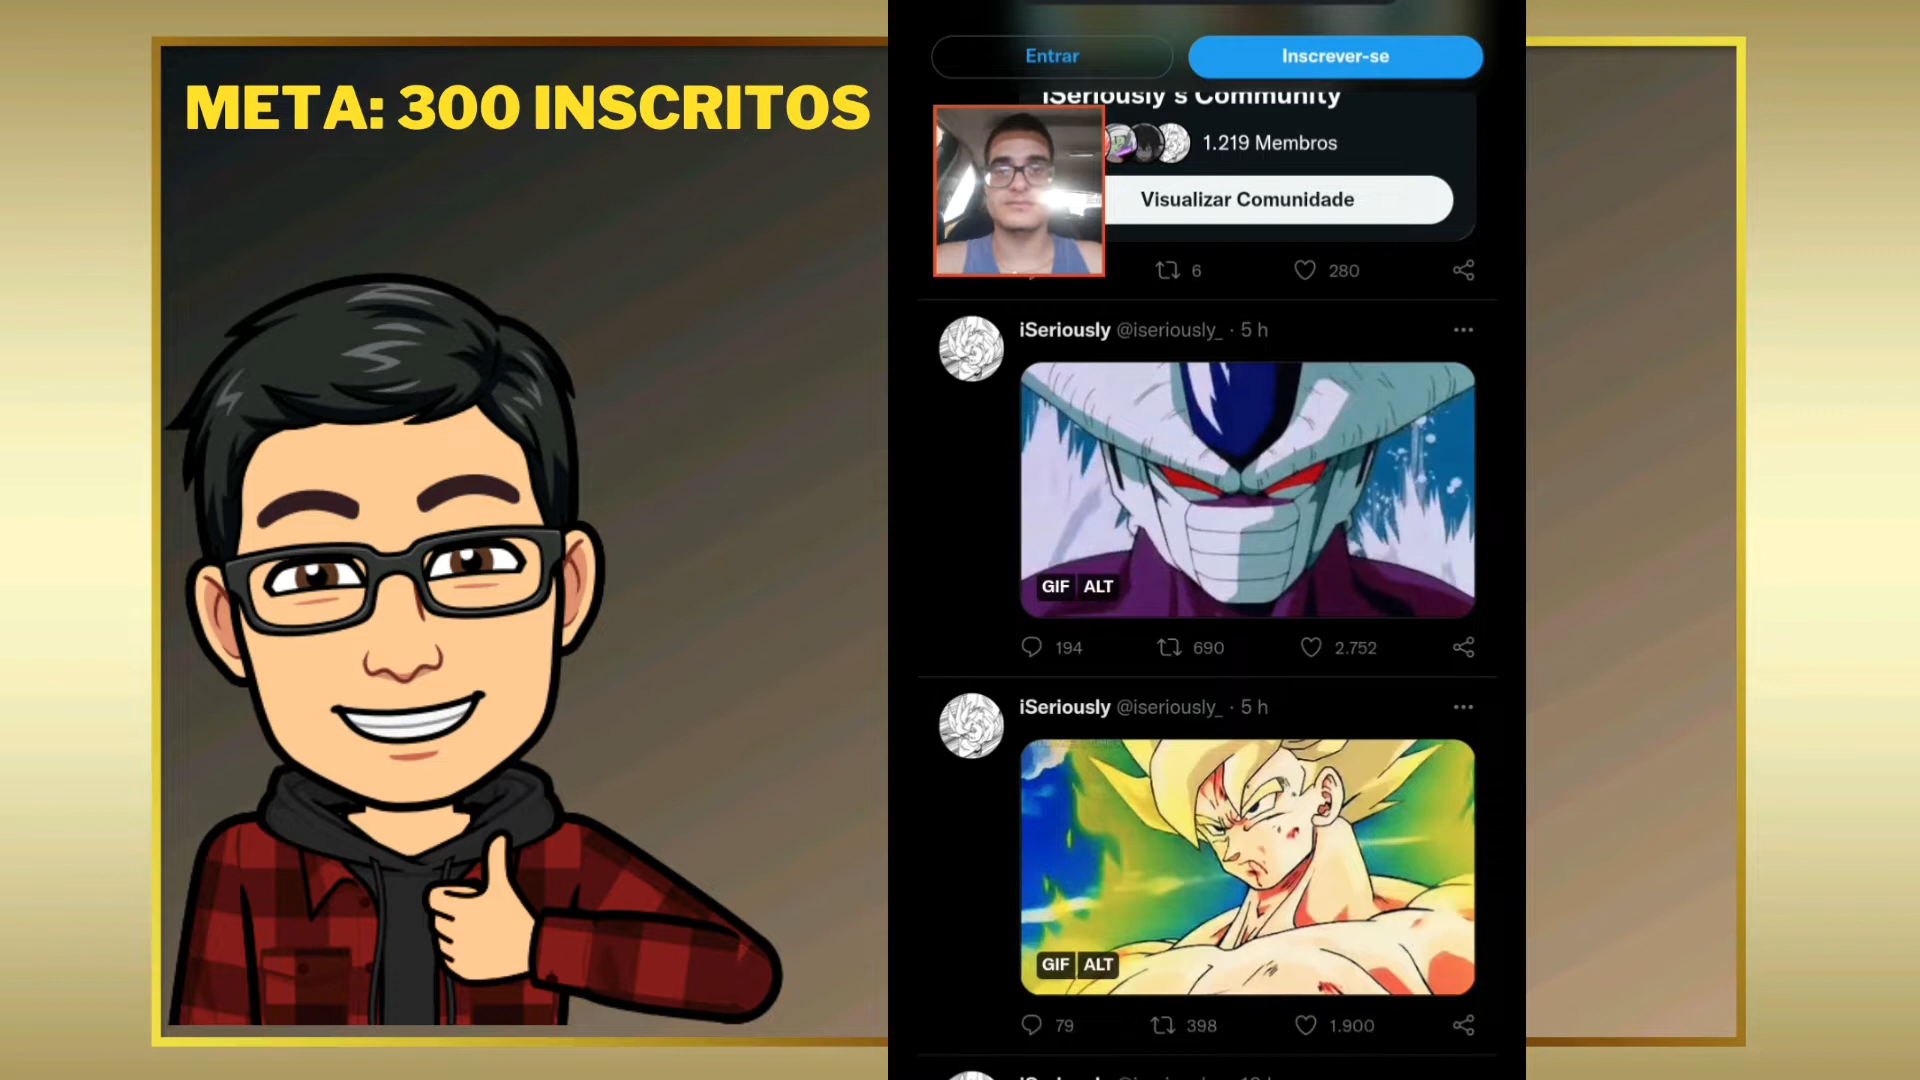 META: 300 INSCRITOS
Entrar
Inscrever-se
iSeriously's Community
1.219 Membros
Visualizar Comunidade
6
280
iSeriously @iseriously_ · 5 h
GIF ALT
194
690
2.752
iSeriously @iseriously_ · 5 h
GIF ALT
79
398
1.900